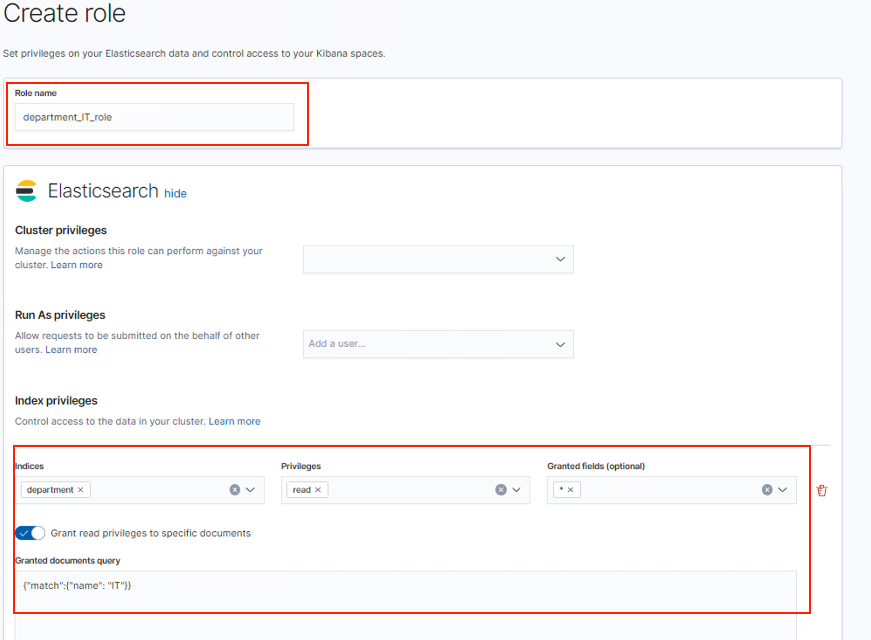 Create role
Set privileges on your Elasticsearch data and control access to your Kibana spaces.
Role name
department_IT_role
Elasticsearch hide
Cluster privileges
Manage the actions this role can perform against your
cluster. Learn more
Run As privileges
Allow requests to be submitted on the behalf of other
users. Learn more
Add a user...
Index privileges
Control access to the data in your cluster. Learn more
Indices Privileges Granted fields (optional)
department × read × * ×
Grant read privileges to specific documents
Granted documents query
{"match":{"name": "IT"}}